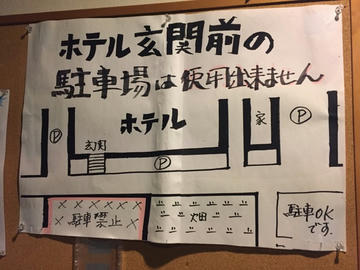 ホテル玄関前の
駐車場は使用出来ません
ホテル
家
P
P
玄関
P
× × × × ×
× 駐車禁止 ×
畑
駐車OK
です.